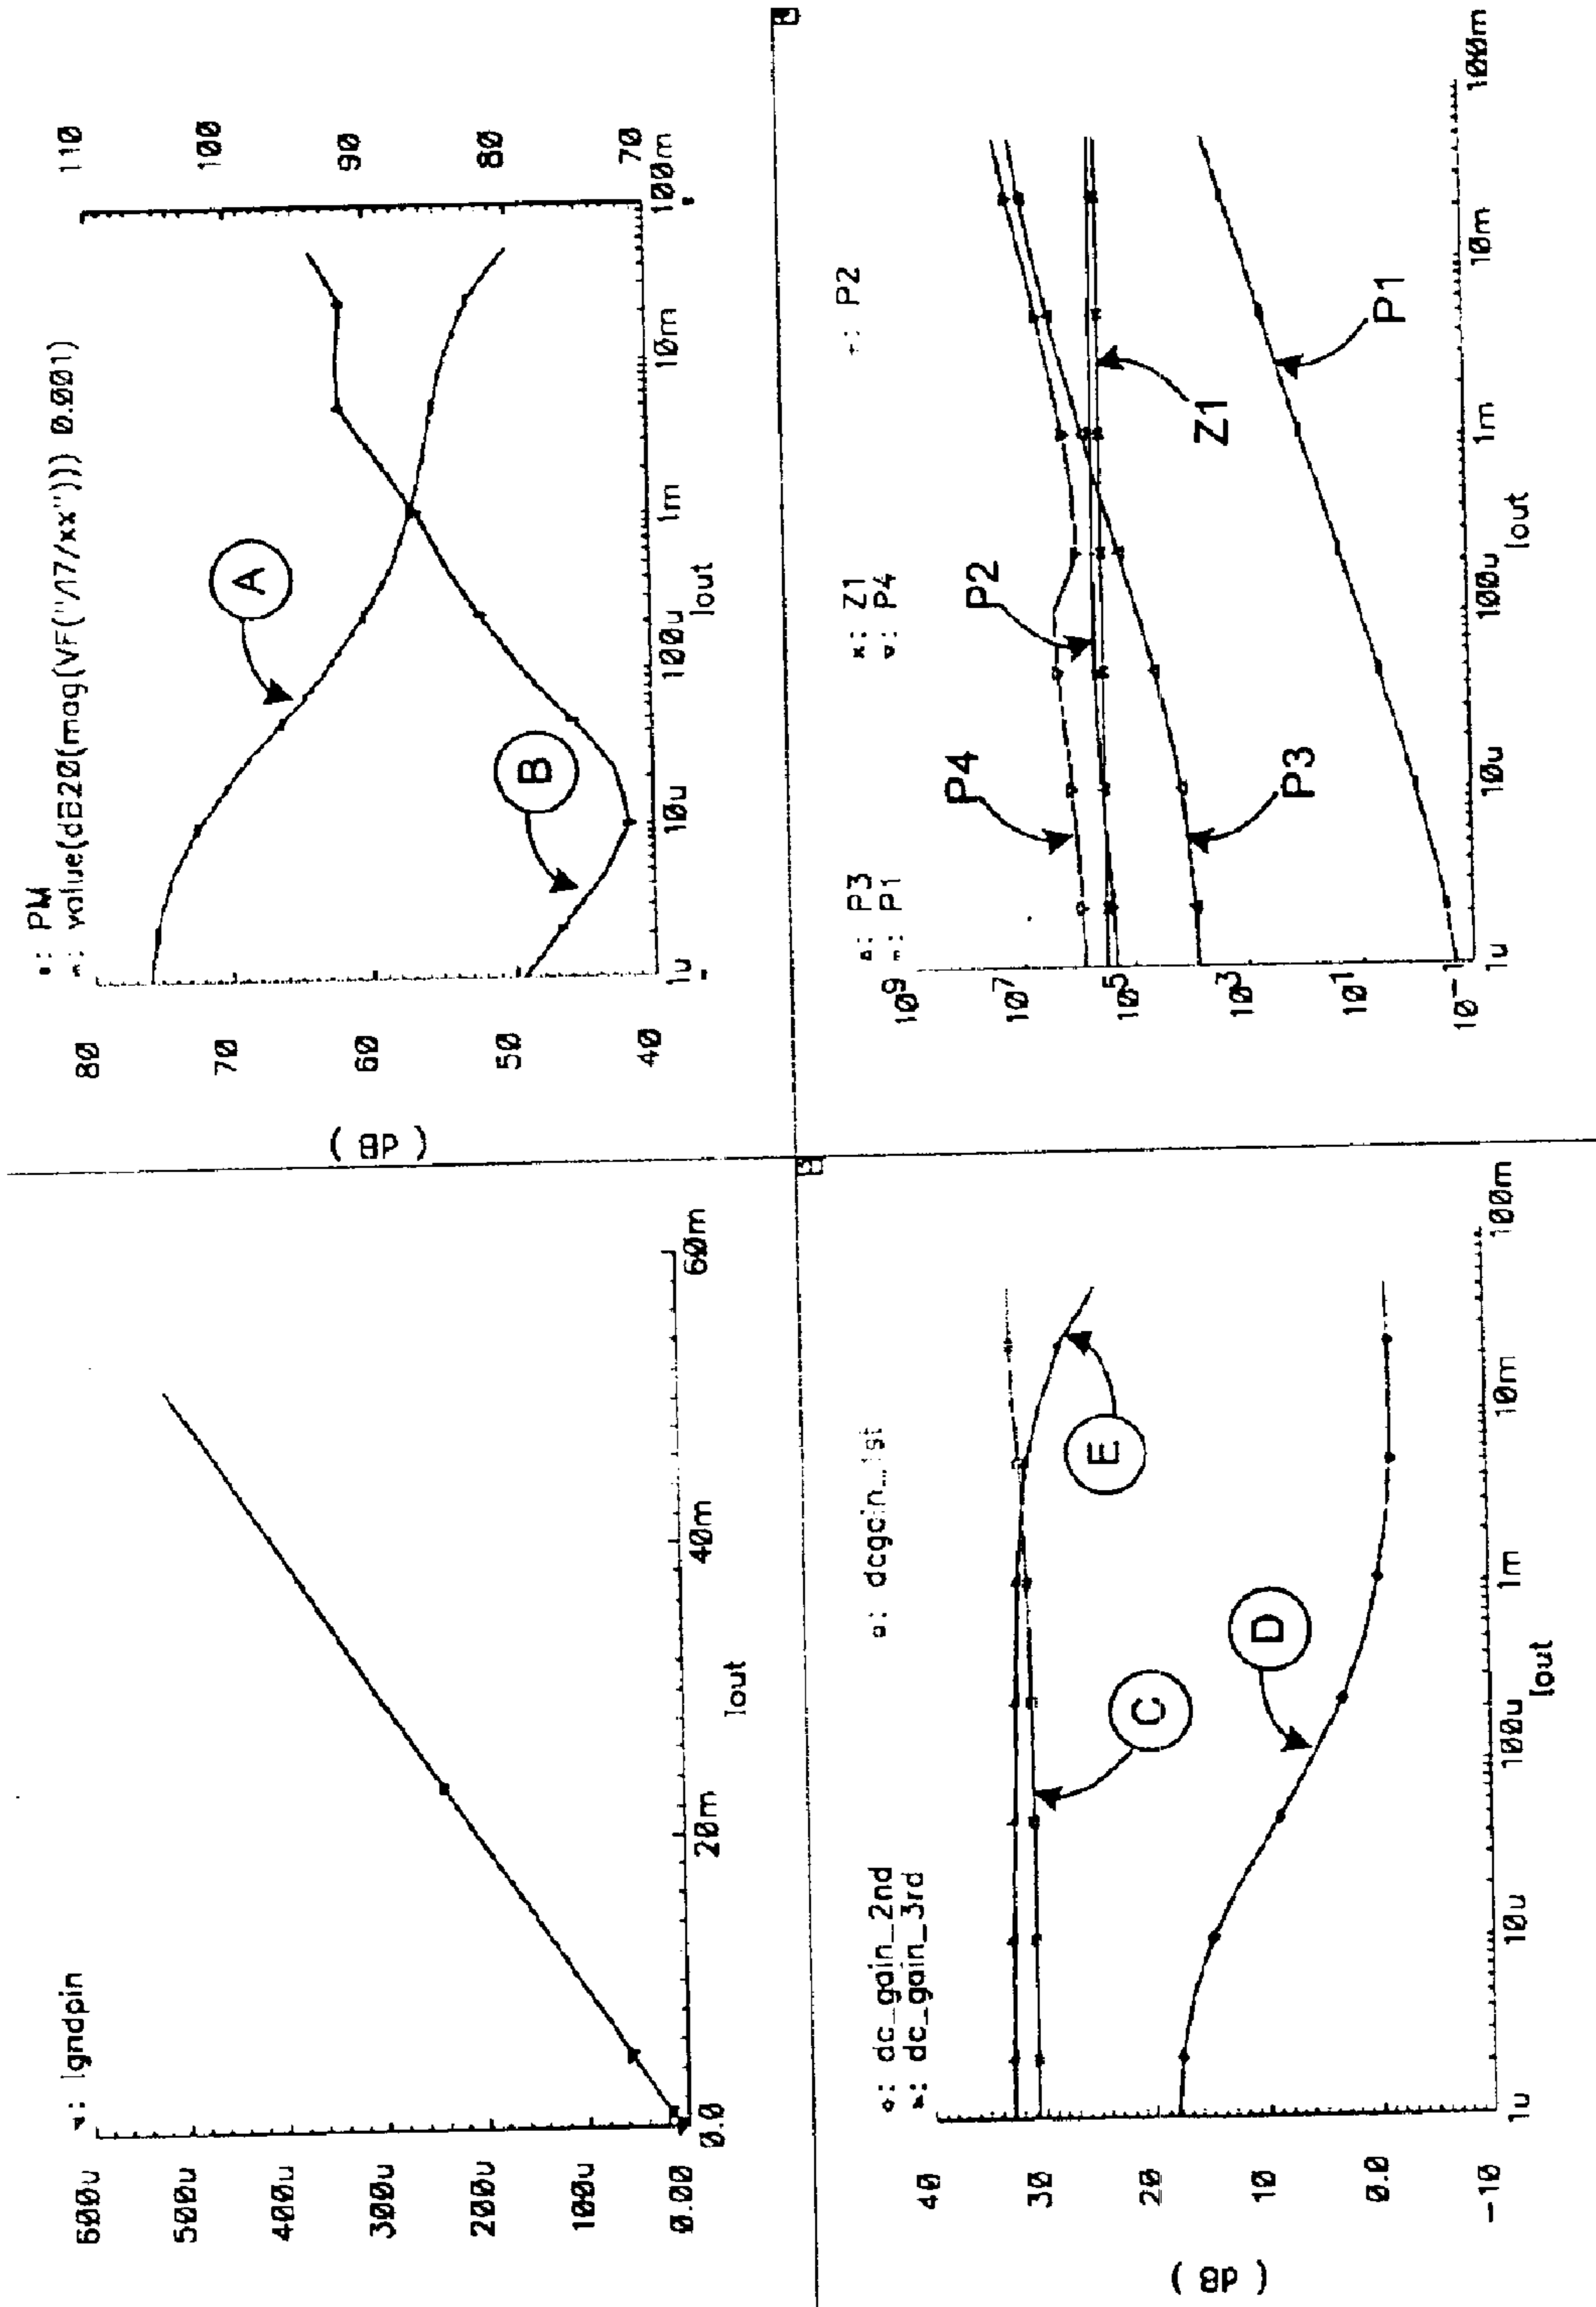 ▾: Igndpin
600u
500u
400u
300u
200u
100u
0.00
0.0
20m
40m
60m
Iout
PM
value(dB20(mag(VF("/17/xx"))) 0.001)
80
70
60
50
40
( dB )
110
100
90
80
70
A
B
1u
10u
100u
1m
10m
100m
Iout
dc_gain_2nd
dc_gain_3rd
40
30
20
10
0.0
-10
( dB )
C
D
E
1u
10u
100u
1m
10m
100m
Iout
P3
x: Z1
+: P2
P1
P4
10^9
10^7
10^5
10^3
10^1
10^-1
P4
P2
P3
Z1
P1
1u
10u
100u
1m
10m
100m
Iout